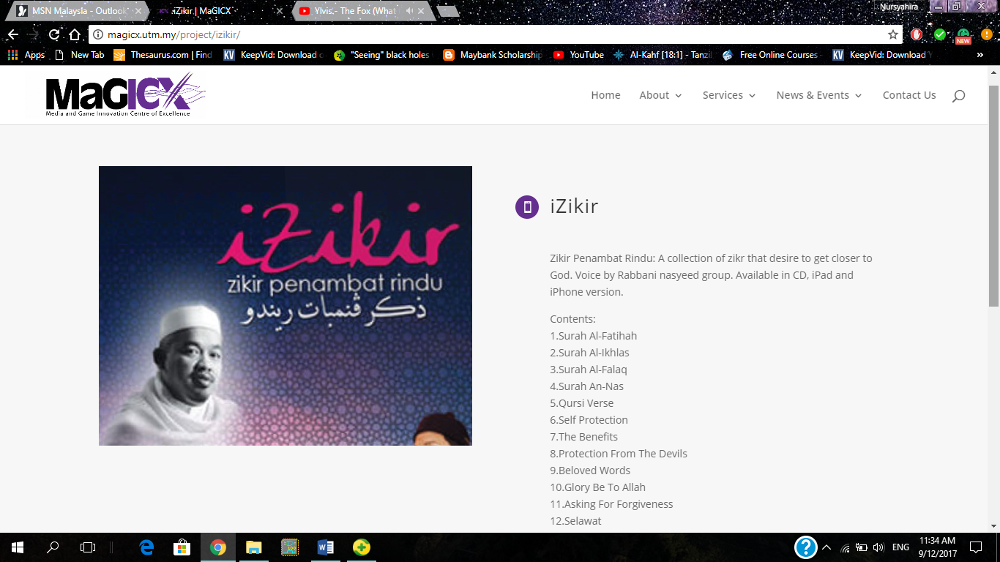 MSN Malaysia - Outlook
iZikir | MaGICX
Ylvis - The Fox (What
Nursyahira
magicx.utm.my/project/izikir/
Apps
New Tab
Thesaurus.com | Find
KeepVid: Download
"Seeing" black holes
Maybank Scholarship
YouTube
Al-Kahf [18:1] - Tanzil
Free Online Courses -
KeepVid: Download Y
NEW
MaGICX
Media and Game Innovation Centre of Excellence
Home
About
Services
News & Events
Contact Us
iZikir
zikir penambat rindu
ذكر ڤنمبات ريندو
iZikir
Zikir Penambat Rindu: A collection of zikr that desire to get closer to
God. Voice by Rabbani nasyeed group. Available in CD, iPad and
iPhone version.
Contents:
1.Surah Al-Fatihah
2.Surah Al-Ikhlas
3.Surah Al-Falaq
4.Surah An-Nas
5.Qursi Verse
6.Self Protection
7.The Benefits
8.Protection From The Devils
9.Beloved Words
10.Glory Be To Allah
11.Asking For Forgiveness
12.Selawat
ENG
11:34 AM
9/12/2017